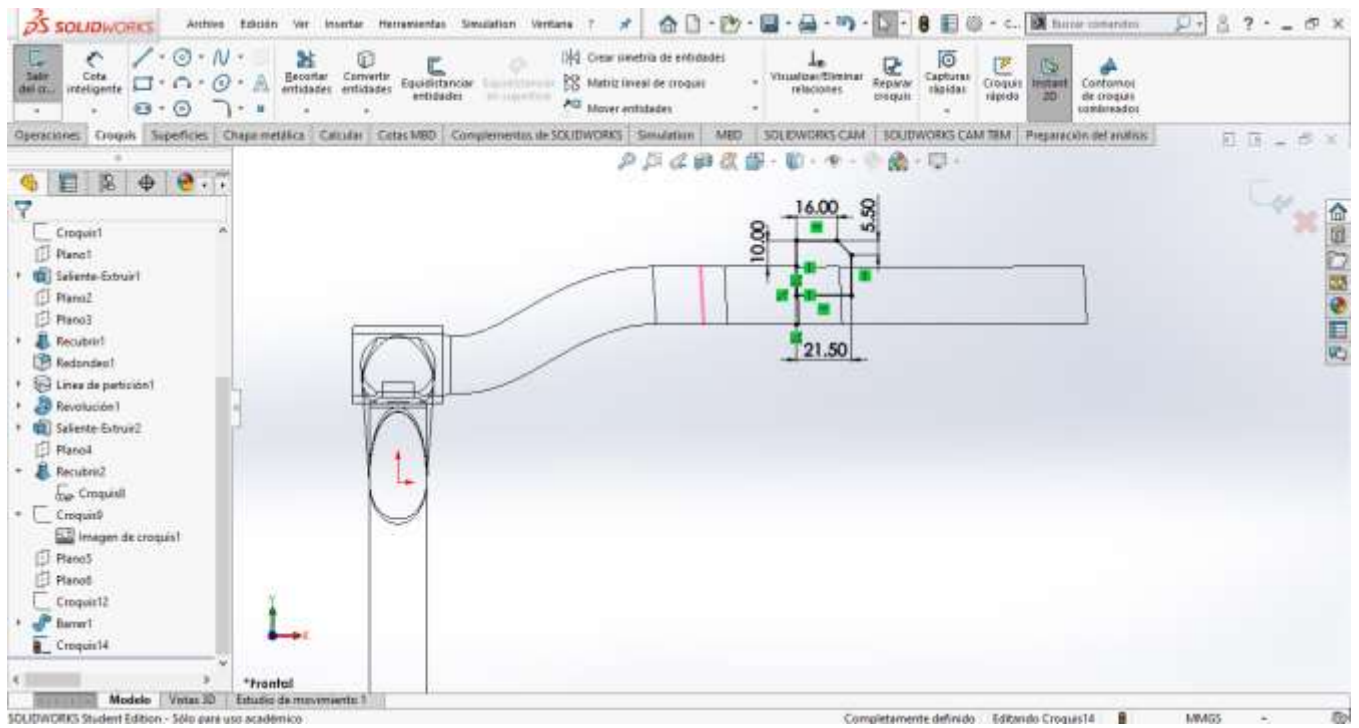 SOLIDWORKS
Archivo Edición Ver Insertar Herramientas Simulation Ventana ?
Buscar comandos
Salir del cr...
Cota inteligente
Recortar entidades
Convertir entidades
Equidistanciar entidades
Crear simetría de entidades
Matriz lineal de croquis
Mover entidades
Visualizar/Eliminar relaciones
Reparar croquis
Capturas rápidas
Croquis rápido
Instant 2D
Contornos de croquis sombreados
Operaciones Croquis Superficies Chapa metálica Calcular Cotas MBD Complementos de SOLIDWORKS Simulation MBD SOLIDWORKS CAM SOLIDWORKS CAM TBM Preparación del análisis
Croquis1
Plano1
Saliente-Extruir1
Plano2
Plano3
Recubrir1
Redondeo1
Línea de partición1
Revolución1
Saliente-Extruir2
Plano4
Recubrir2
Croquis8
Croquis9
Imagen de croquis1
Plano5
Plano6
Croquis12
Barrer1
Croquis14
16.00
5.50
10.00
21.50
Y
X
*Frontal
Modelo Vistas 3D Estudio de movimiento 1
SOLIDWORKS Student Edition - Sólo para uso académico
Completamente definido Editando Croquis14 MMGS